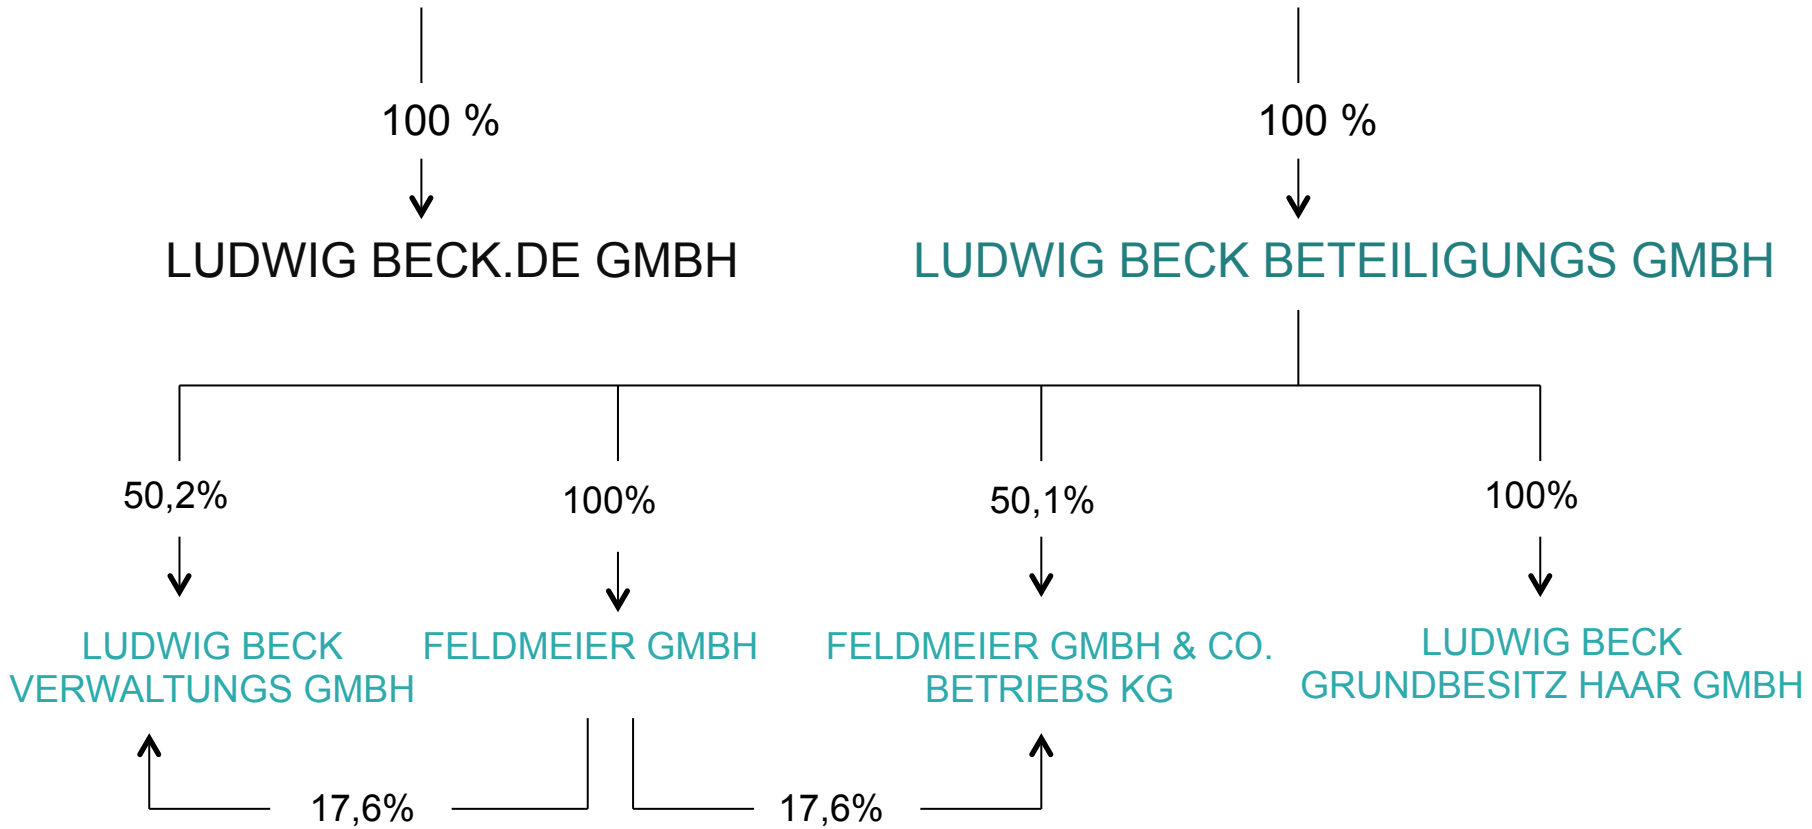 100 %
100 %
LUDWIG BECK.DE GMBH
LUDWIG BECK BETEILIGUNGS GMBH
50,2%
100%
50,1%
100%
LUDWIG BECK
VERWALTUNGS GMBH
FELDMEIER GMBH
FELDMEIER GMBH & CO.
BETRIEBS KG
LUDWIG BECK
GRUNDBESITZ HAAR GMBH
17,6%
17,6%